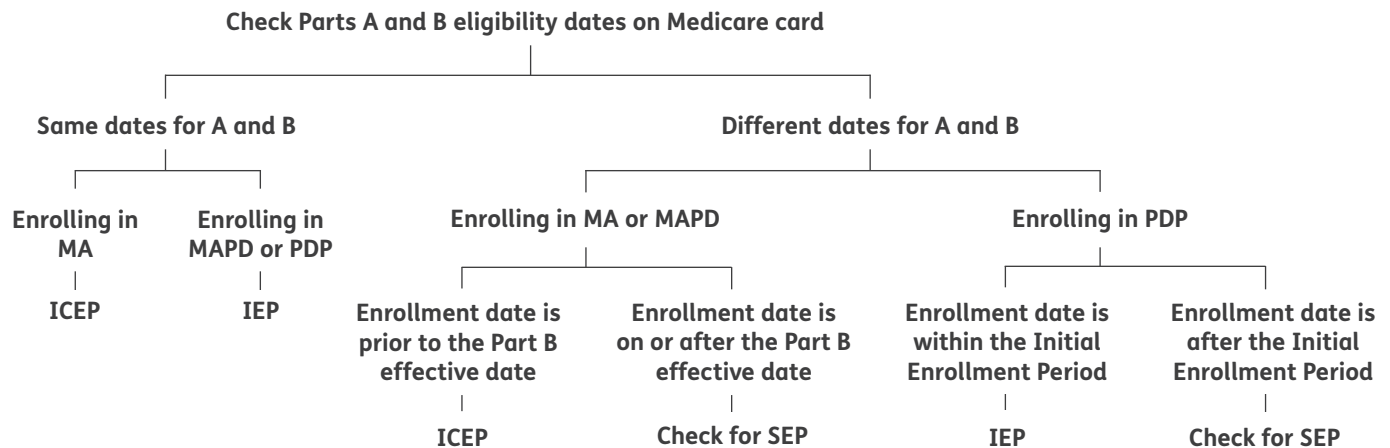 Check Parts A and B eligibility dates on Medicare card
Same dates for A and B
Different dates for A and B
Enrolling in
MA
Enrolling in
MAPD or PDP
Enrolling in MA or MAPD
Enrolling in PDP
ICEP
IEP
Enrollment date is
prior to the Part B
effective date
Enrollment date is
on or after the Part B
effective date
Enrollment date is
within the Initial
Enrollment Period
Enrollment date is
after the Initial
Enrollment Period
ICEP
Check for SEP
IEP
Check for SEP